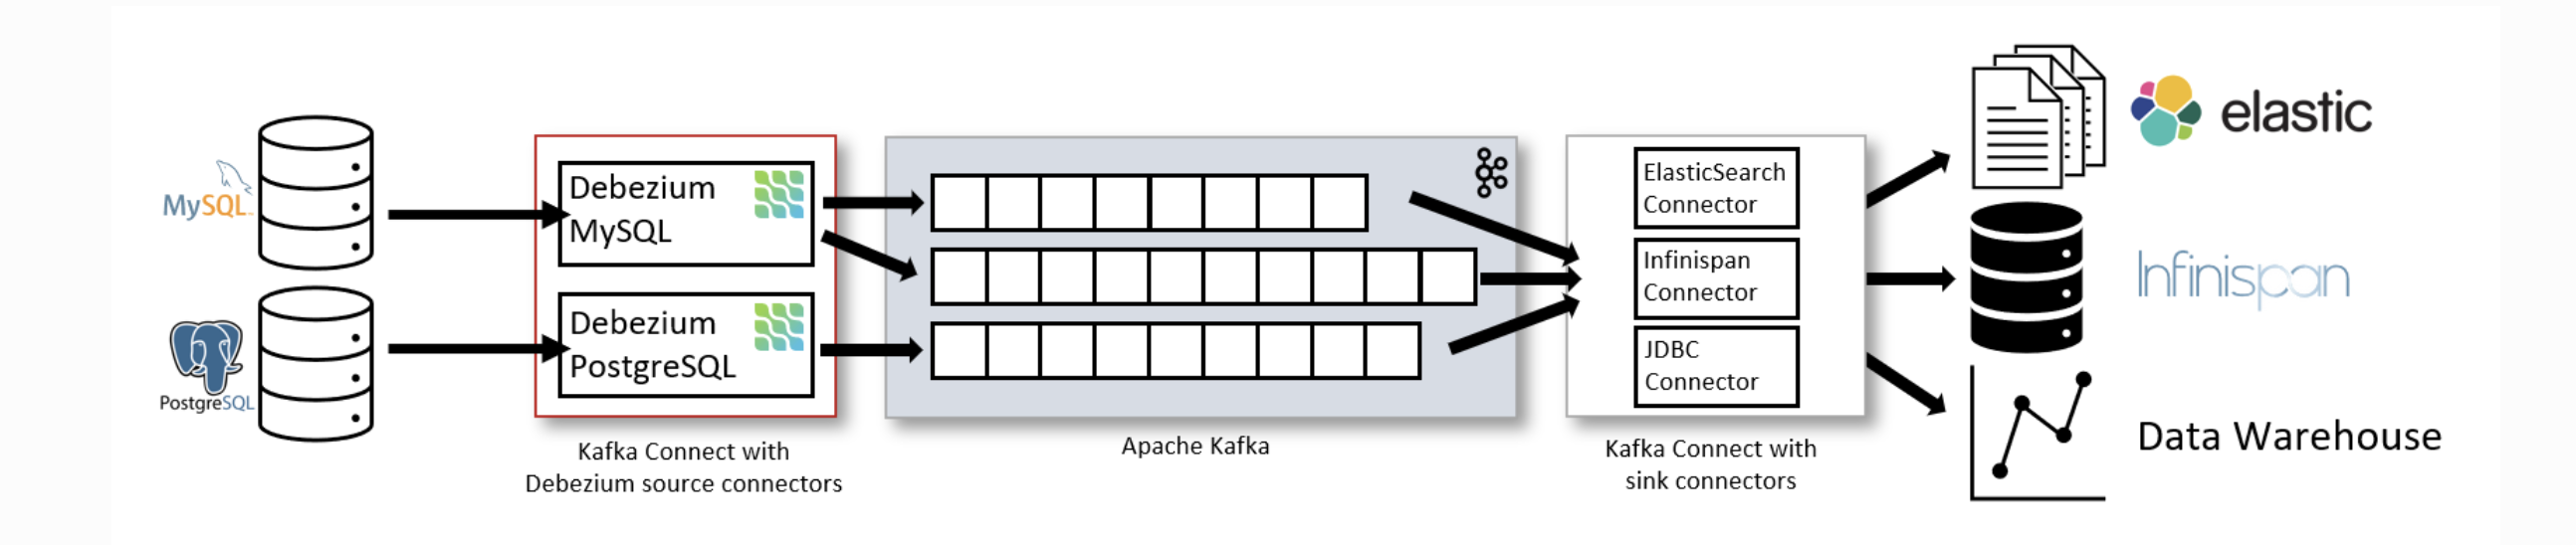 MySQL
PostgreSQL
Debezium
MySQL
Debezium
PostgreSQL
Kafka Connect with
Debezium source connectors
Apache Kafka
ElasticSearch
Connector
Infinispan
Connector
JDBC
Connector
Kafka Connect with
sink connectors
elastic
Infinispan
Data Warehouse